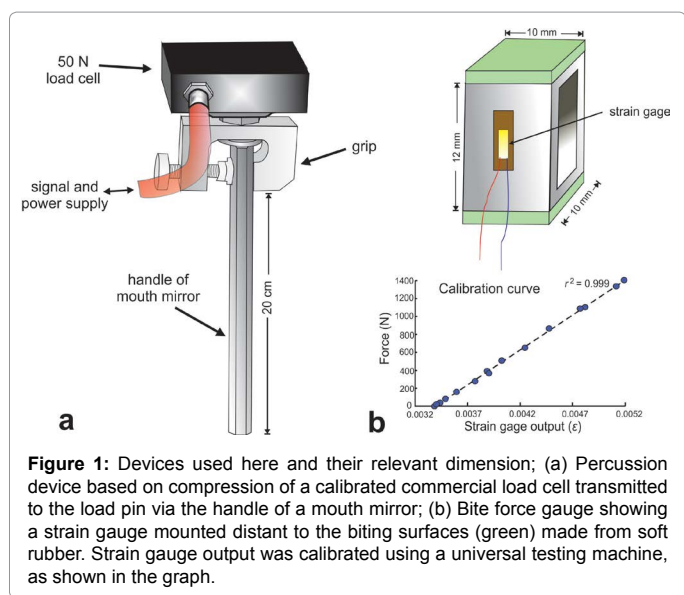 50 N
load cell
grip
signal and
power supply
handle of
mouth mirror
20 cm
a
10 mm
strain gage
12 mm
10 mm
Calibration curve
r² = 0.999
Force (N)
1400
1200
1000
800
600
400
200
0
0.0032 0.0037 0.0042 0.0047 0.0052
Strain gage output (ε)
b
Figure 1: Devices used here and their relevant dimension; (a) Percussion
device based on compression of a calibrated commercial load cell transmitted
to the load pin via the handle of a mouth mirror; (b) Bite force gauge showing
a strain gauge mounted distant to the biting surfaces (green) made from soft
rubber. Strain gauge output was calibrated using a universal testing machine,
as shown in the graph.